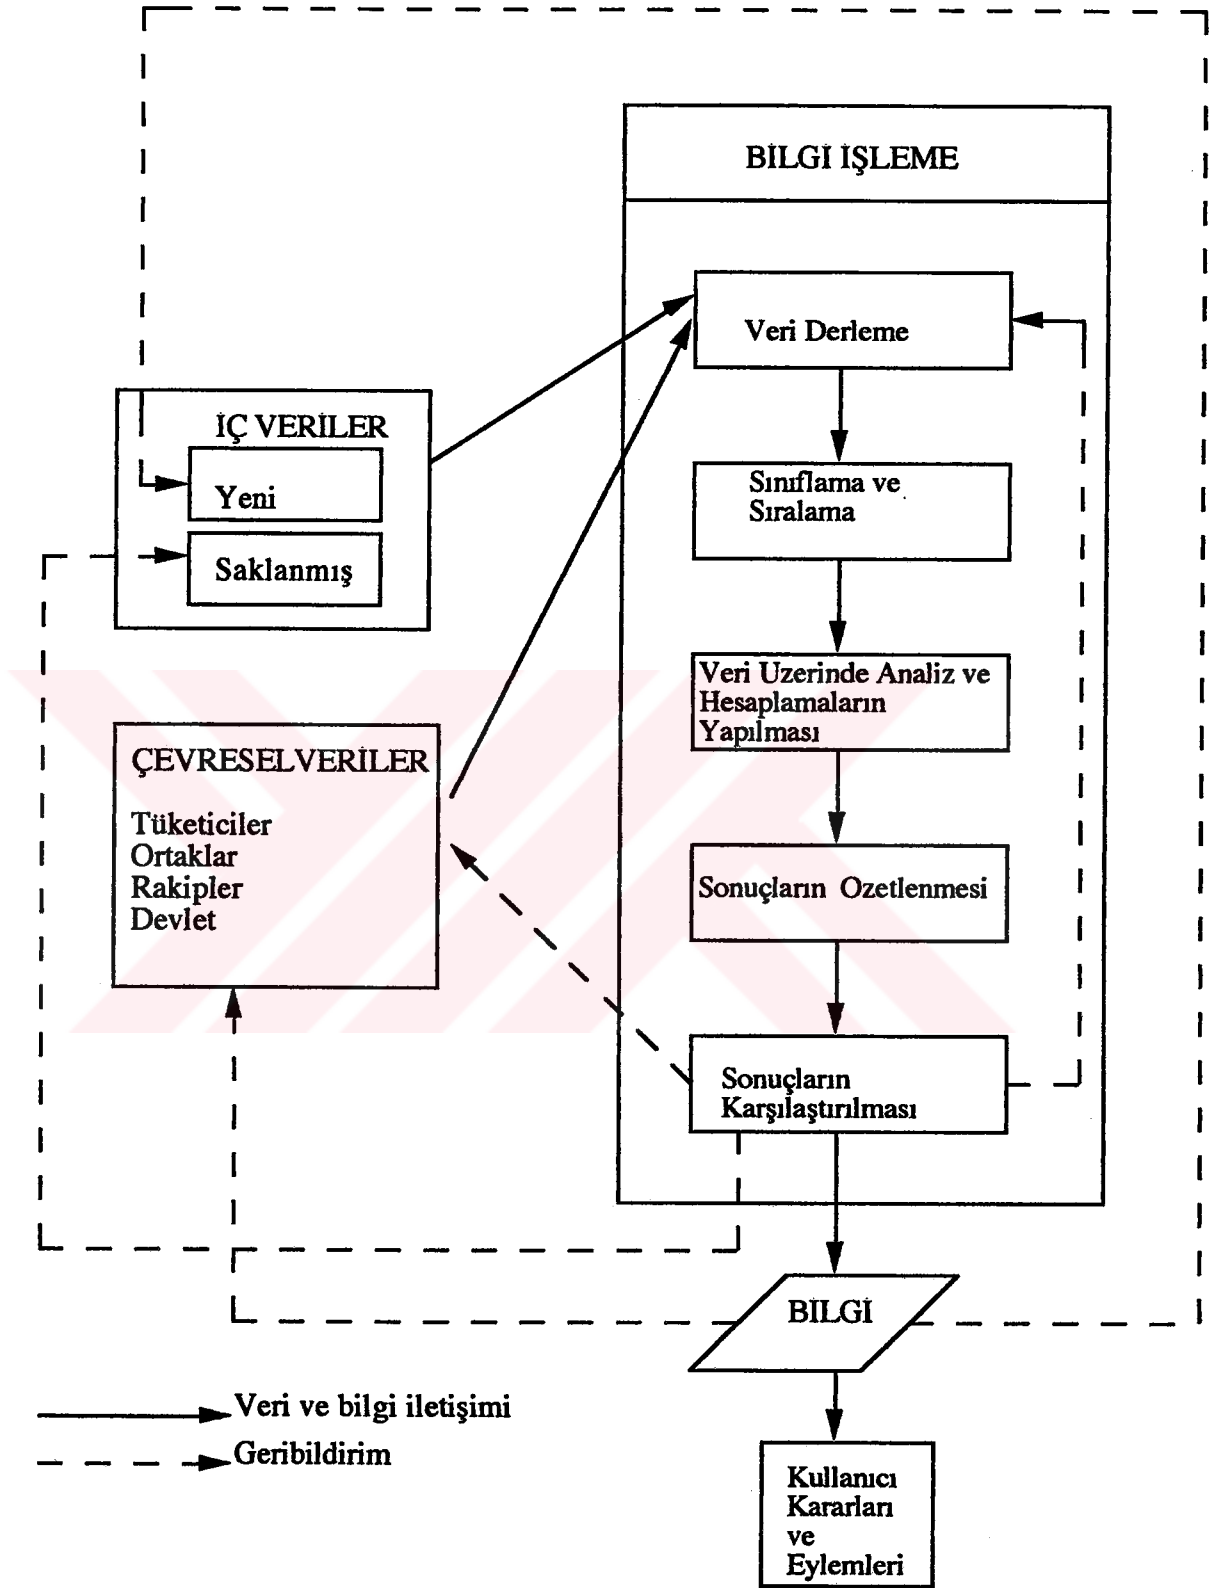 BİLGİ İŞLEME
Veri Derleme
Sınıflama ve
Sıralama
Veri Uzerinde Analiz ve
Hesaplamaların
Yapılması
Sonuçların Ozetlenmesi
Sonuçların
Karşılaştırılması
İÇ VERİLER
Yeni
Saklanmış
ÇEVRESELVERİLER
Tüketiciler
Ortaklar
Rakipler
Devlet
BİLGİ
Veri ve bilgi iletişimi
Geribildirim
Kullanıcı
Kararları
ve
Eylemleri